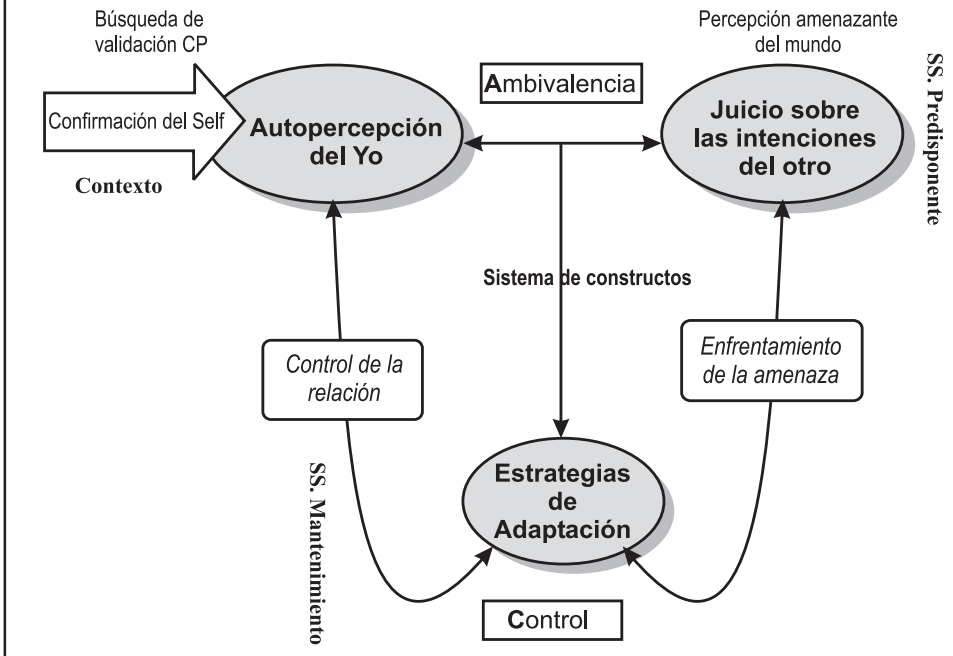 Búsqueda de
validación CP
Confirmación del Self
Contexto
Autopercepción
del Yo
Ambivalencia
Percepción amenazante
del mundo
Juicio sobre
las intenciones
del otro
SS. Predisponente
Sistema de constructos
Control de la
relación
Enfrentamiento
de la amenaza
SS. Mantenimiento
Estrategias
de
Adaptación
Control